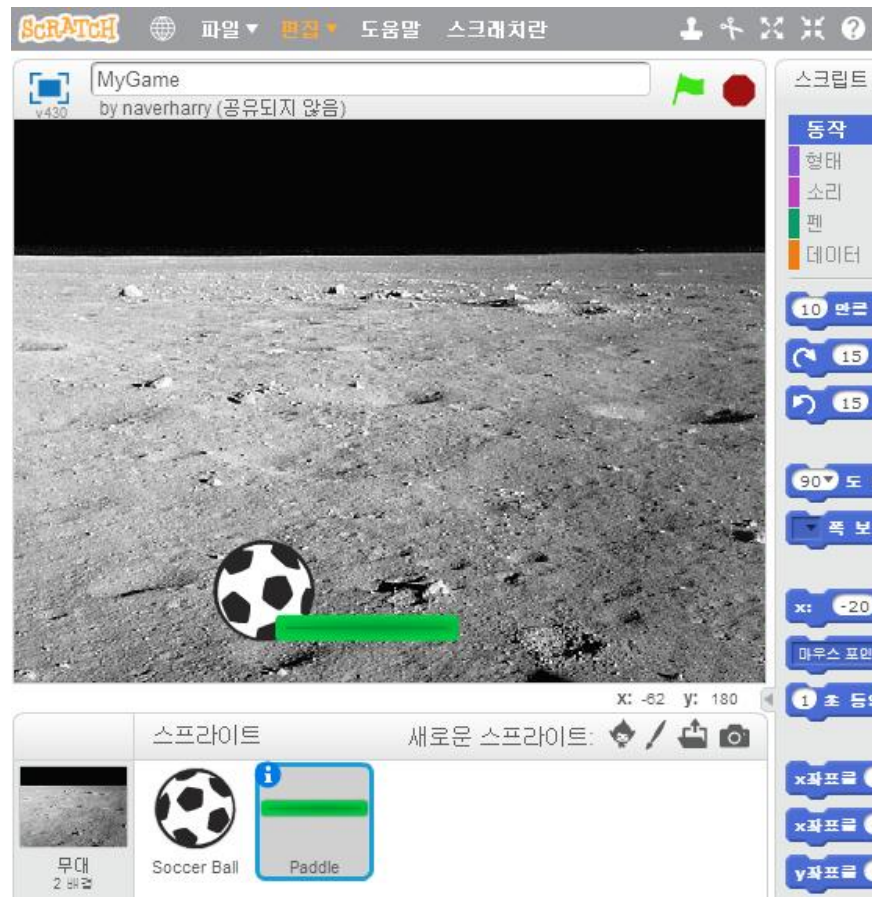 SCRATCH 파일▼ 편집▼ 도움말 스크래치란
v430
MyGame
by naverharry (공유되지 않음)
스크립트
동작
형태
소리
펜
데이터
10 만큼
15
15
90▼ 도
쪽 보
x: -20
마우스 포인
1 초 동
x좌표를
x좌표를
y좌표를
x: -62 y: 180
스프라이트
새로운 스프라이트:
무대
2 배경
Soccer Ball
Paddle